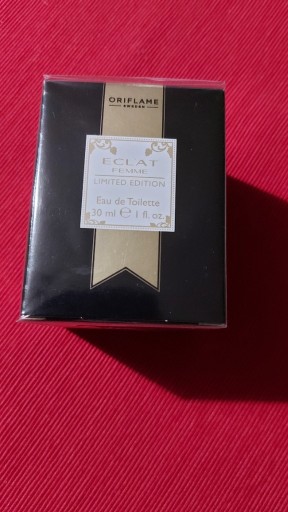 ORIFLAME
SWEDEN
ECLAT
FEMME
LIMITED EDITION
Eau de Toilette
30 ml ℮ 1 fl. oz.